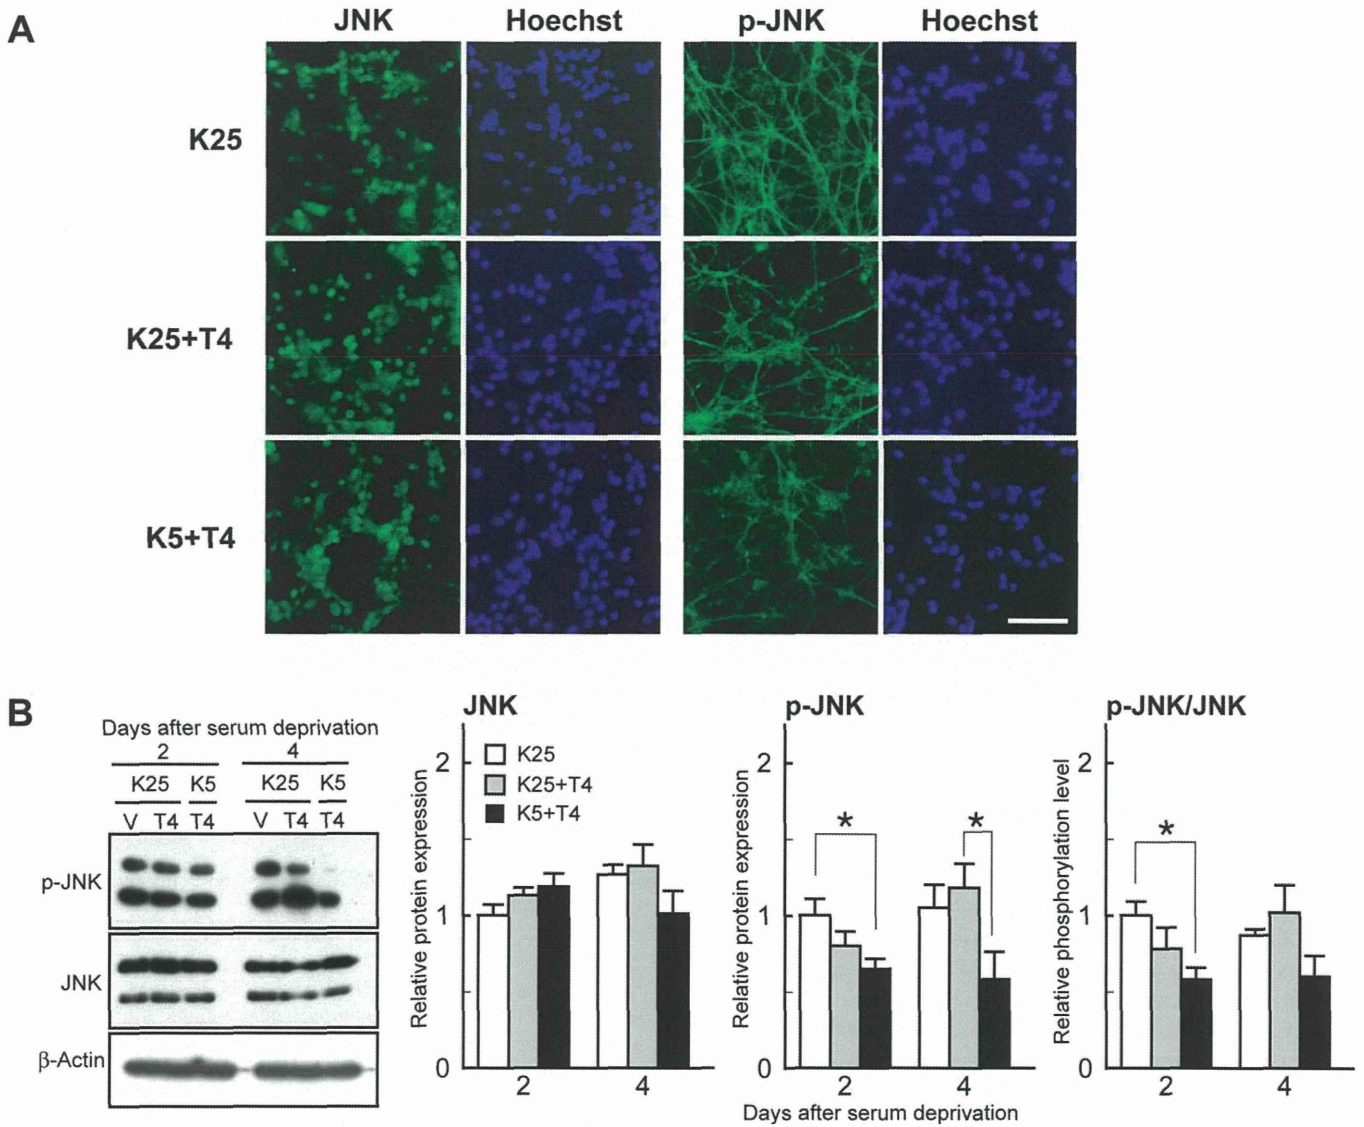 A
JNK Hoechst p-JNK Hoechst
K25
K25+T4
K5+T4
B
Days after serum deprivation
2 4
K25 K5 K25 K5
V T4 T4 V T4 T4
p-JNK
JNK
β-Actin
JNK
Relative protein expression
2
1
0
K25
K25+T4
K5+T4
2 4
p-JNK
Relative protein expression
2
1
0
* *
2 4
Days after serum deprivation
p-JNK/JNK
Relative phosphorylation level
2
1
0
*
2 4